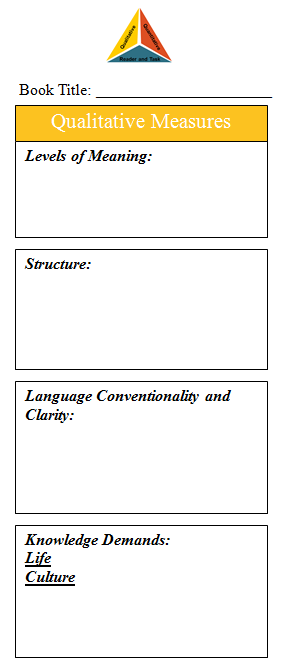 Qualitative
Quantitative
Reader and Task
Book Title: ______________________
Qualitative Measures
Levels of Meaning:
Structure:
Language Conventionality and
Clarity:
Knowledge Demands:
Life
Culture